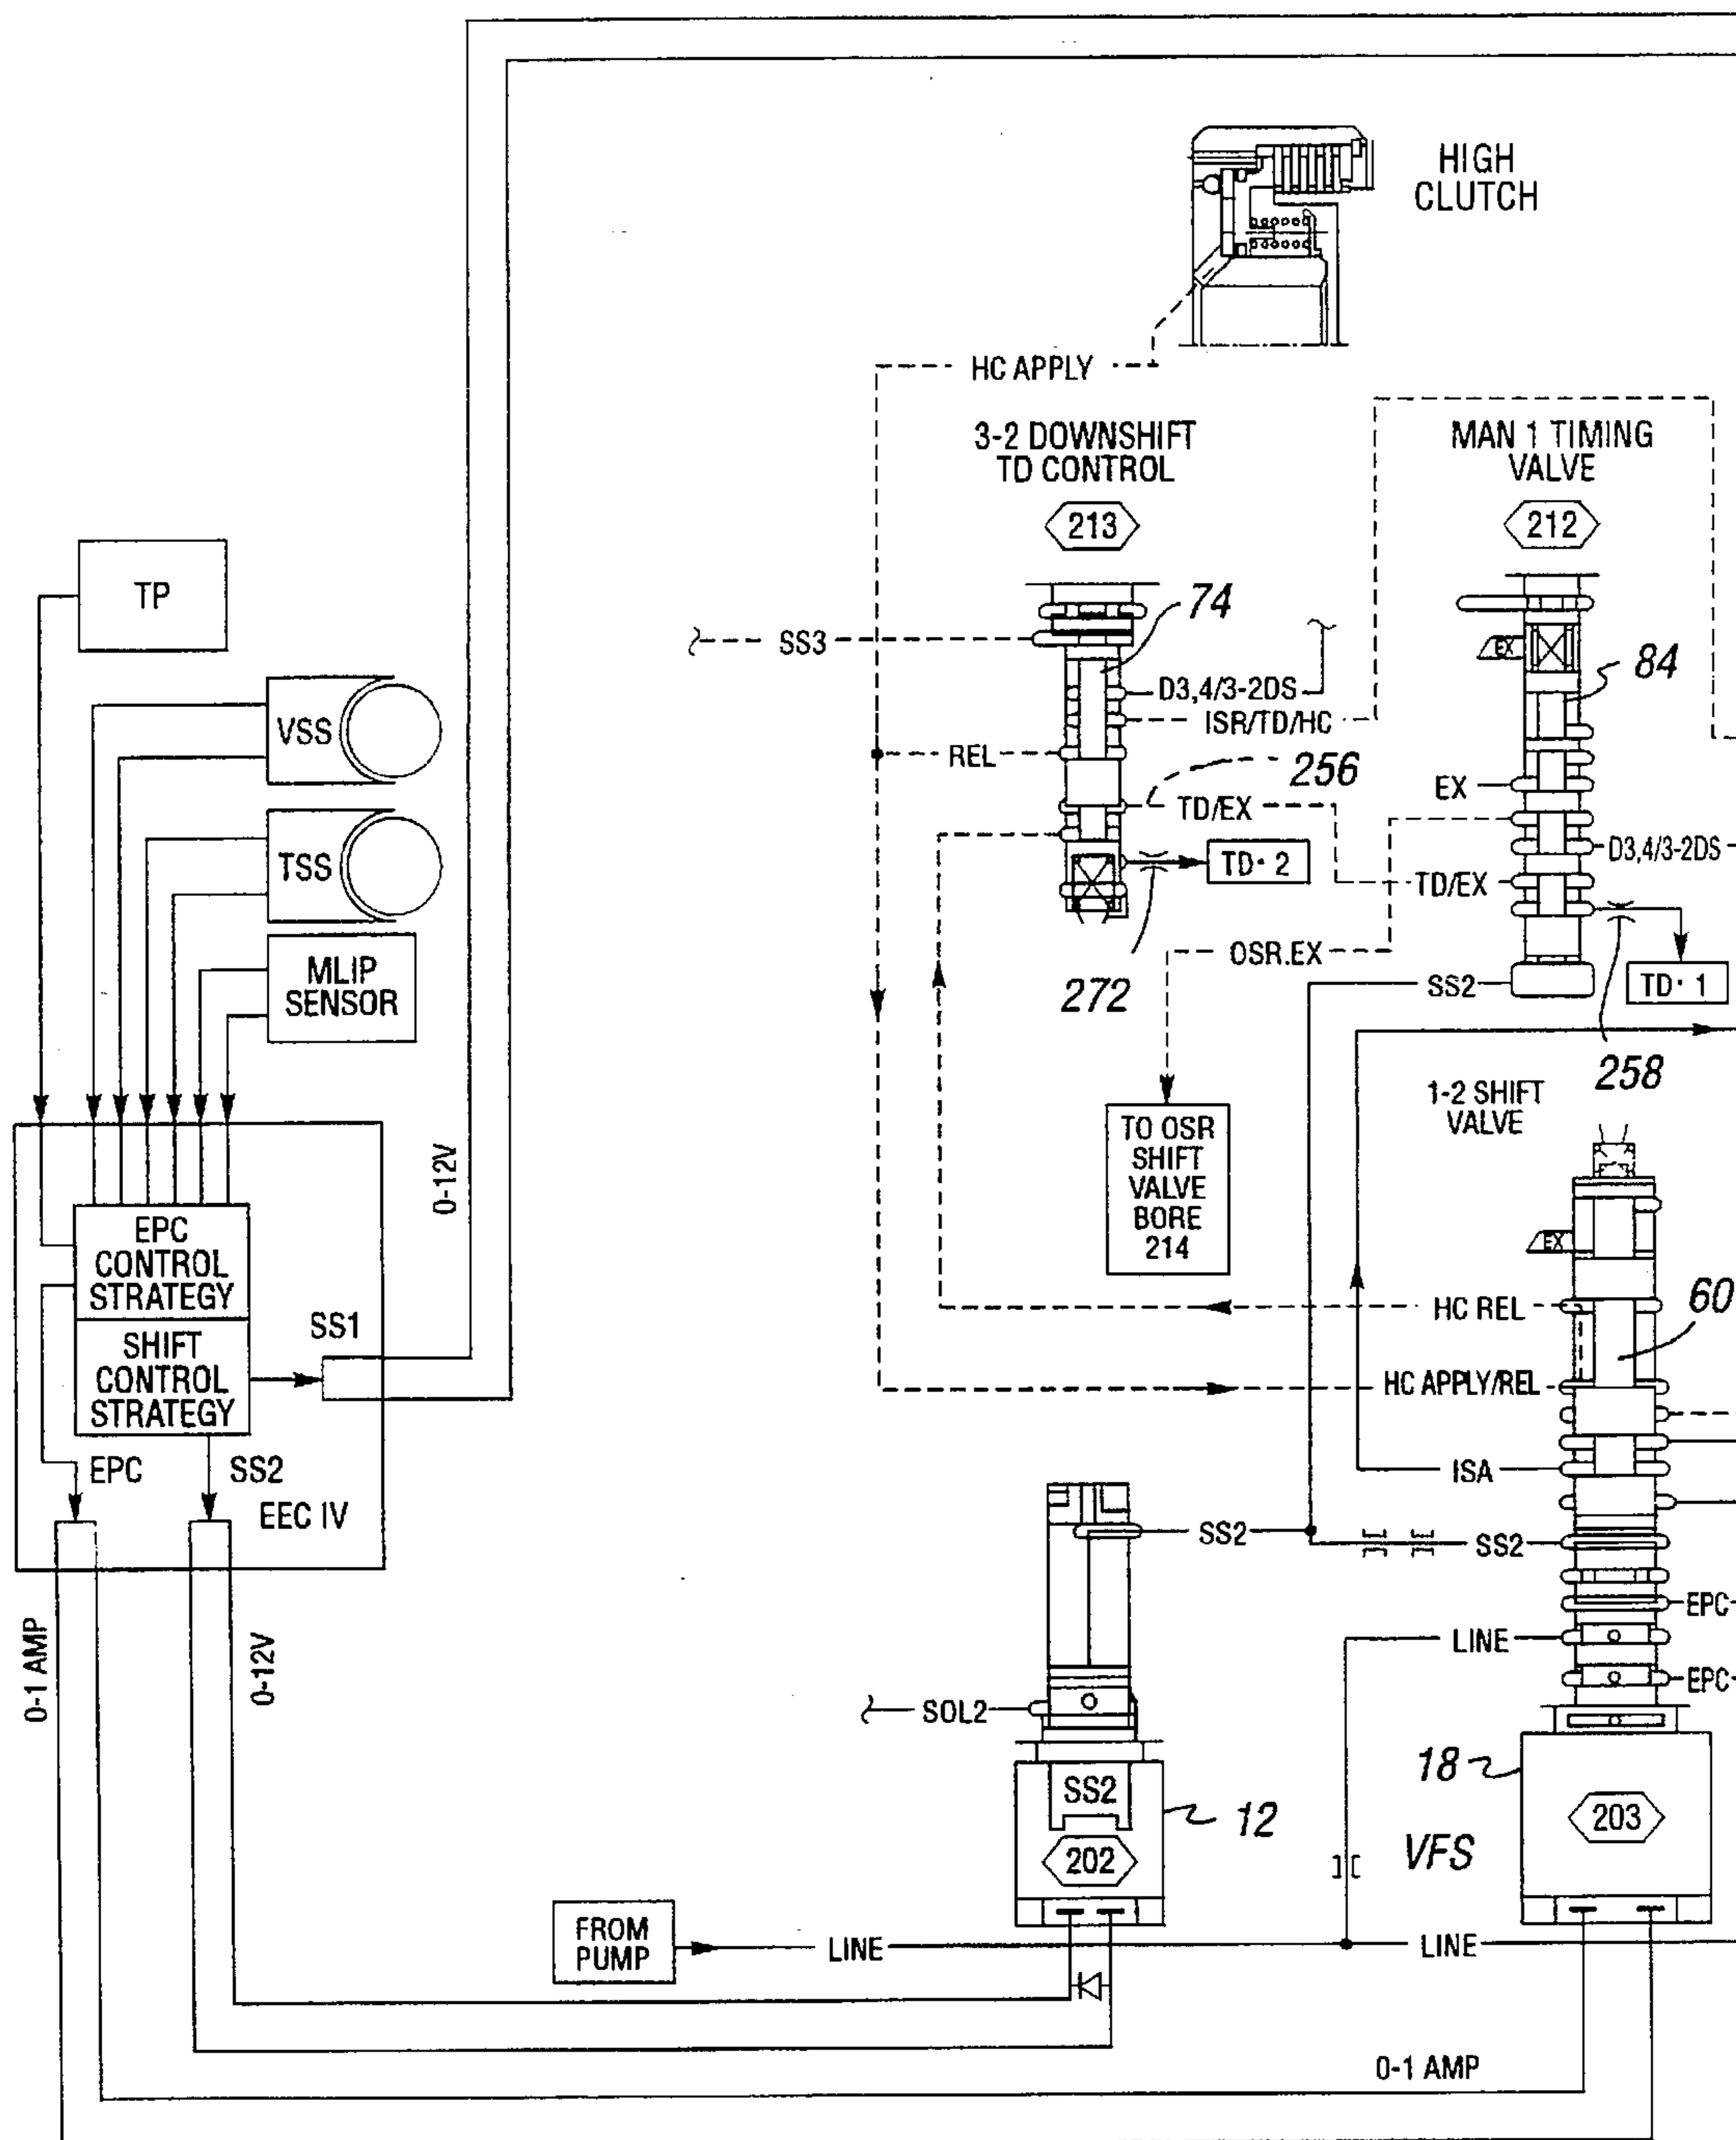 HIGH
CLUTCH
HC APPLY
3-2 DOWNSHIFT
TD CONTROL
213
MAN 1 TIMING
VALVE
212
TP
74
SS3
EX
84
D3,4/3-2DS
VSS
ISR/TD/HC
REL
256
EX
TD/EX
D3,4/3-2DS
TSS
TD· 2
TD/EX
OSR.EX
MLIP
SENSOR
272
SS2
TD· 1
258
1-2 SHIFT
VALVE
0-12V
TO OSR
SHIFT
VALVE
BORE
214
EPC
CONTROL
STRATEGY
EX
HC REL
60
SS1
SHIFT
CONTROL
STRATEGY
HC APPLY/REL
EPC
SS2
ISA
EEC IV
SS2
SS2
EPC
LINE
0-1 AMP
0-12V
EPC
SOL2
18
SS2
12
203
202
VFS
FROM
PUMP
LINE
LINE
0-1 AMP